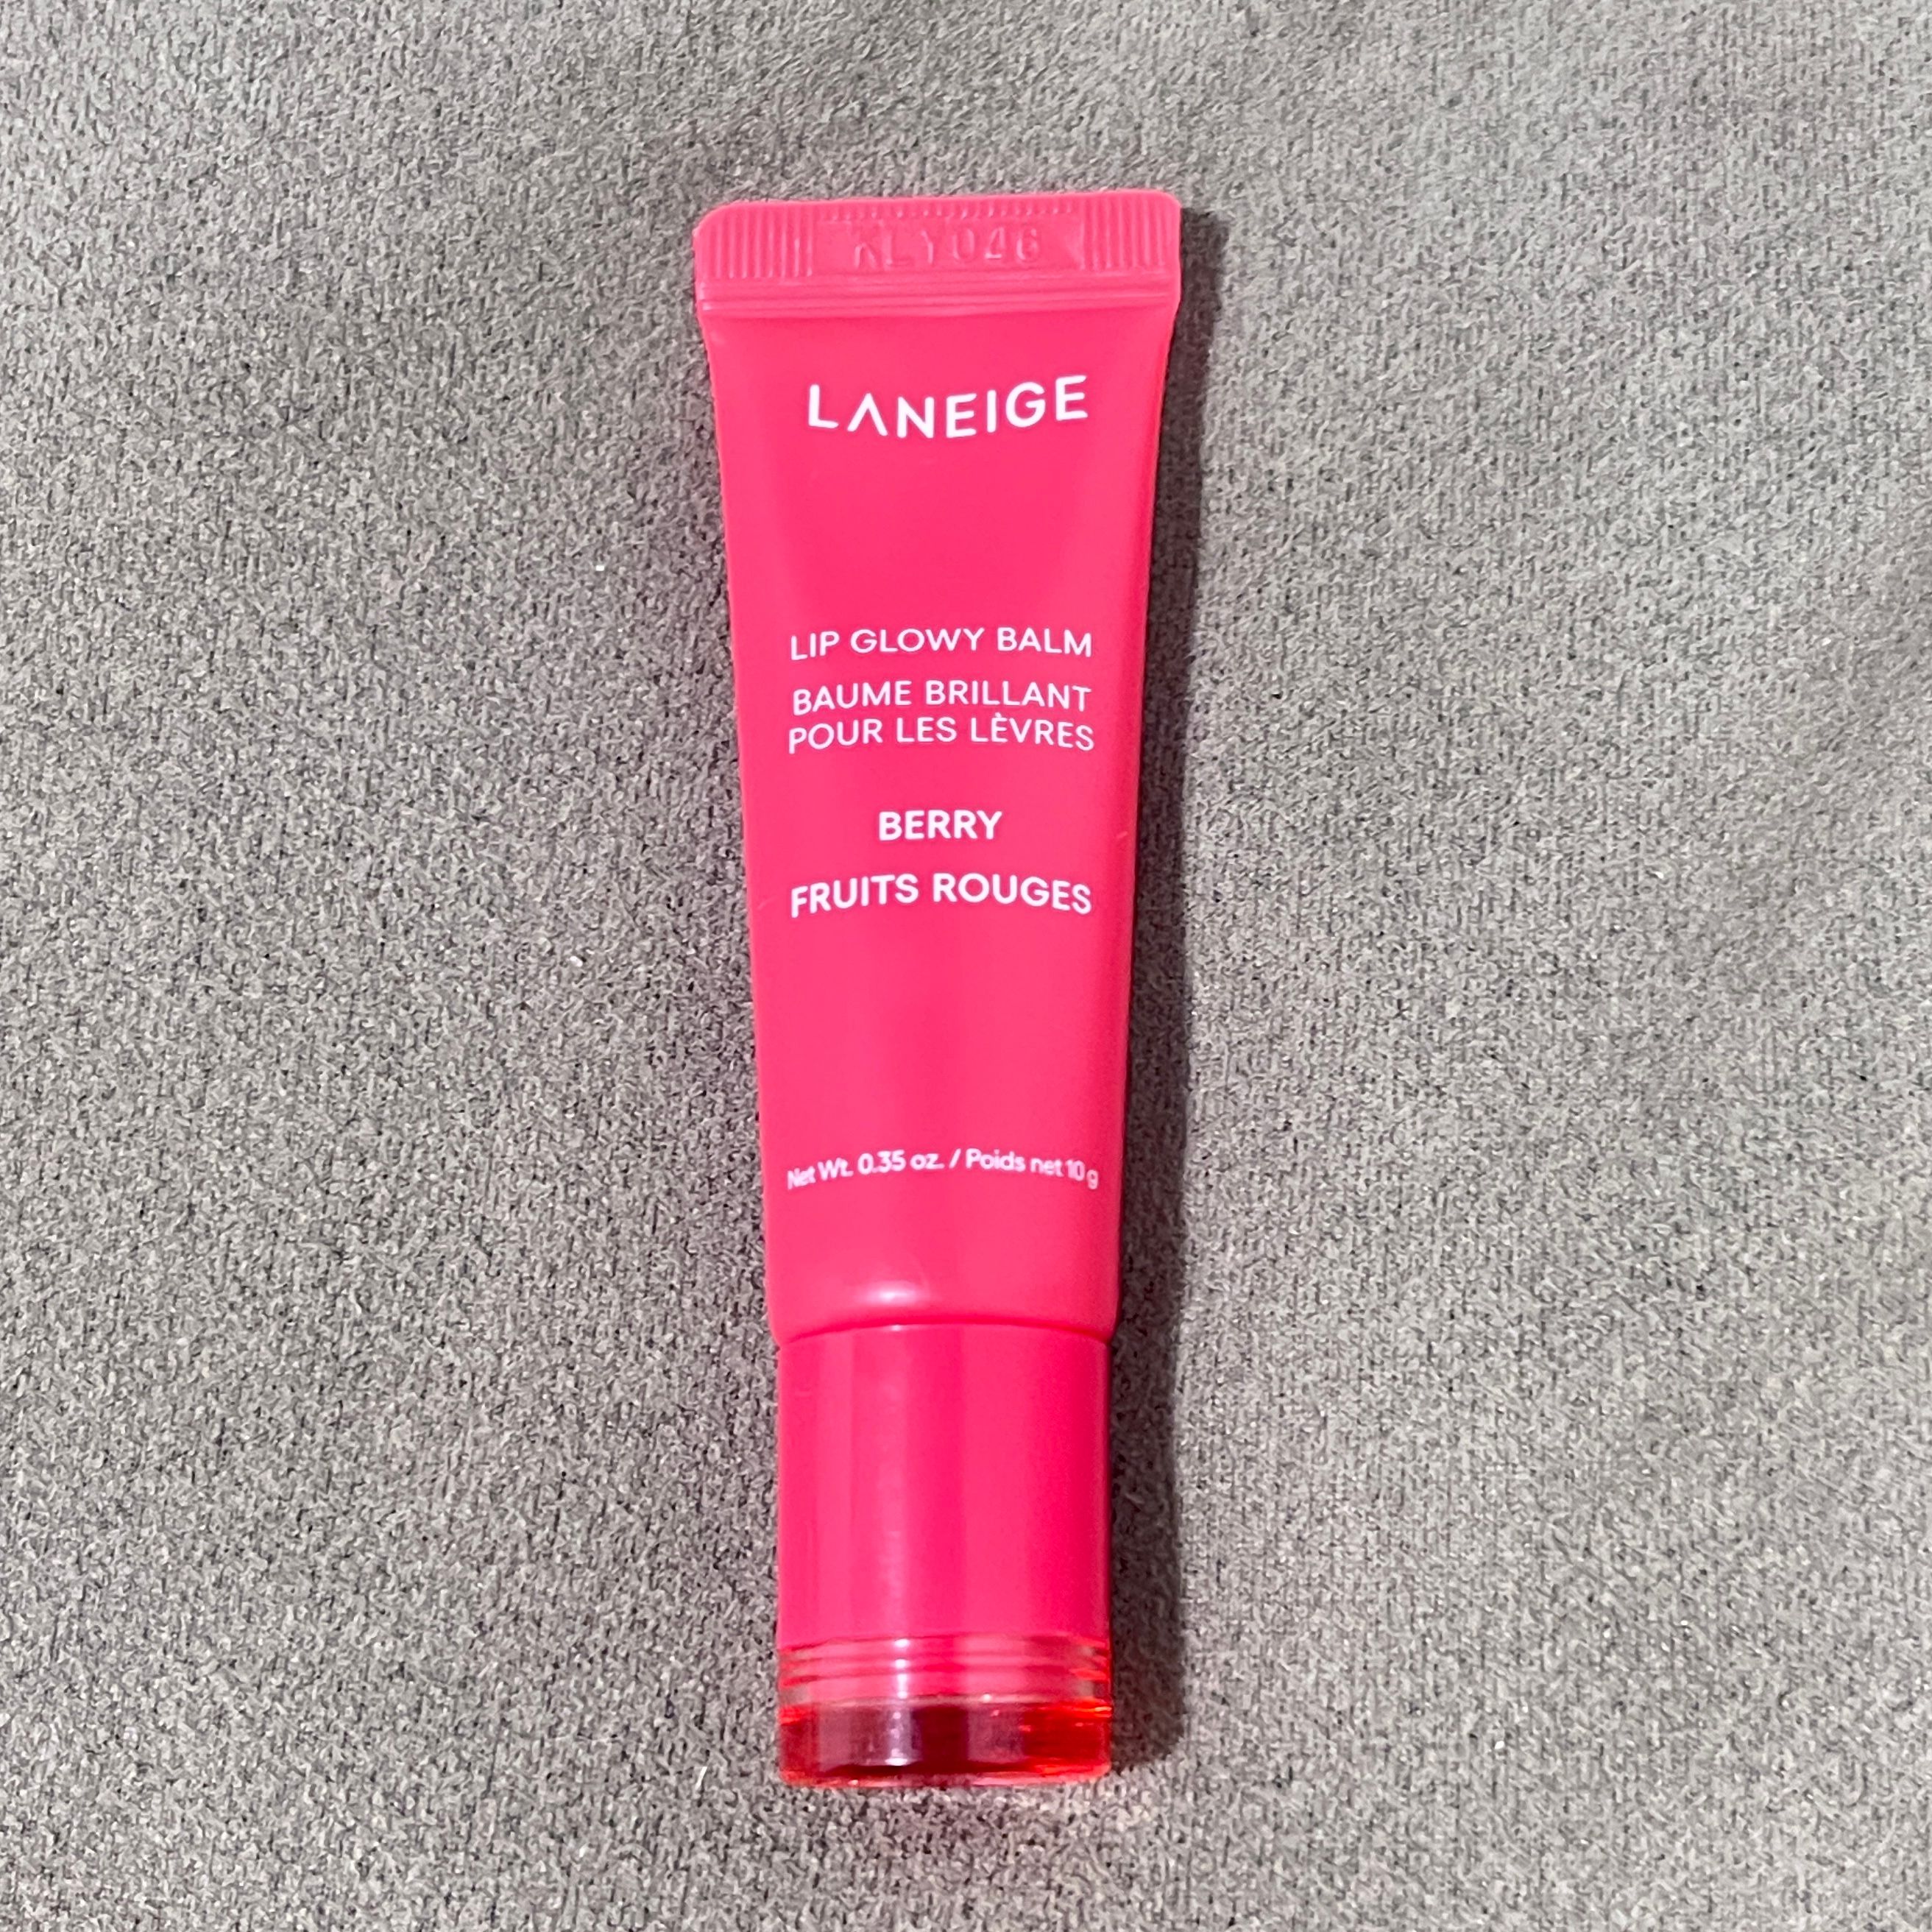 KLY046
LANEIGE
LIP GLOWY BALM
BAUME BRILLANT
POUR LES LÈVRES
BERRY
FRUITS ROUGES
Net Wt. 0.35 oz. / Poids net 10 g